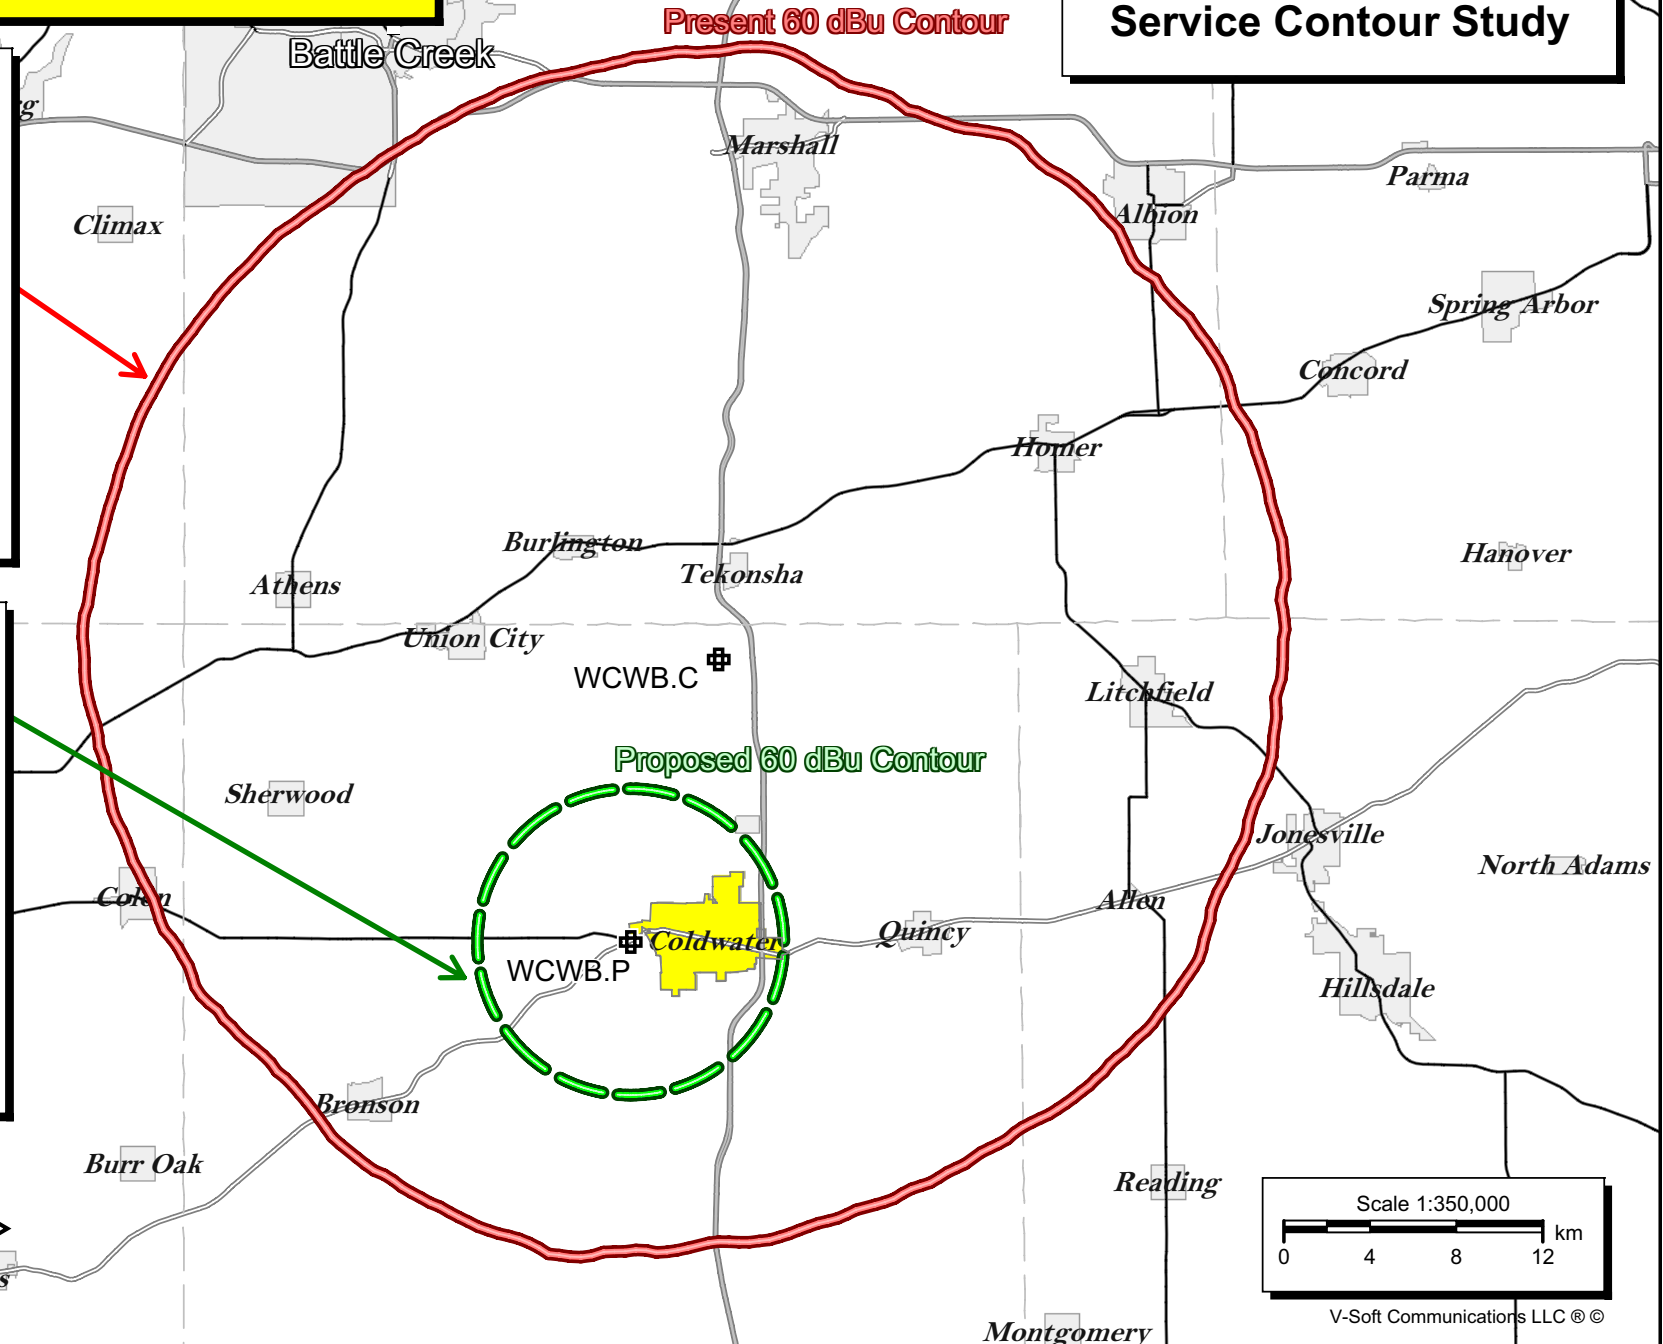 Present 60 dBu Contour
Service Contour Study
Battle Creek
Marshall
Parma
Climax
Albion
Spring Arbor
Concord
Homer
Burlington
Hanover
Tekonsha
Athens
Union City
WCWB.C
Litchfield
Proposed 60 dBu Contour
Sherwood
Jonesville
North Adams
Colon
Allen
Quincy
Coldwater
WCWB.P
Hillsdale
Bronson
Burr Oak
Reading
Scale 1:350,000
km
0 4 8 12
V-Soft Communications LLC ® ©
Montgomery